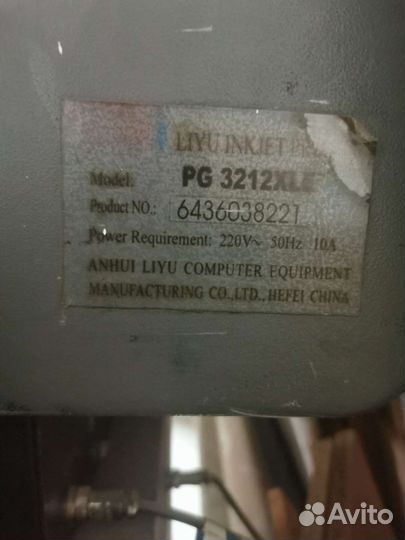 LIYU INKJET
Model: PG 3212XLE
Product NO.: 6436038221
Power Requirement: 220V~ 50Hz 10A
ANHUI LIYU COMPUTER EQUIPMENT
MANUFACTURING CO.,LTD., HEFEI CHINA
Avito